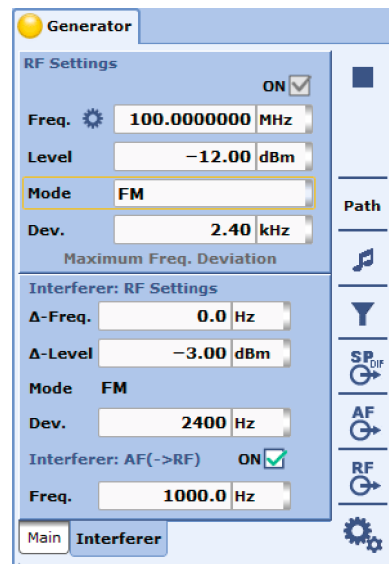 Generator
RF Settings
ON
Freq. 100.0000000 MHz
Level −12.00 dBm
Mode FM
Path
Dev. 2.40 kHz
Maximum Freq. Deviation
Interferer: RF Settings
Δ-Freq. 0.0 Hz
Δ-Level −3.00 dBm
SP DIF
Mode FM
Dev. 2400 Hz
AF
Interferer: AF(->RF) ON
RF
Freq. 1000.0 Hz
Main Interferer